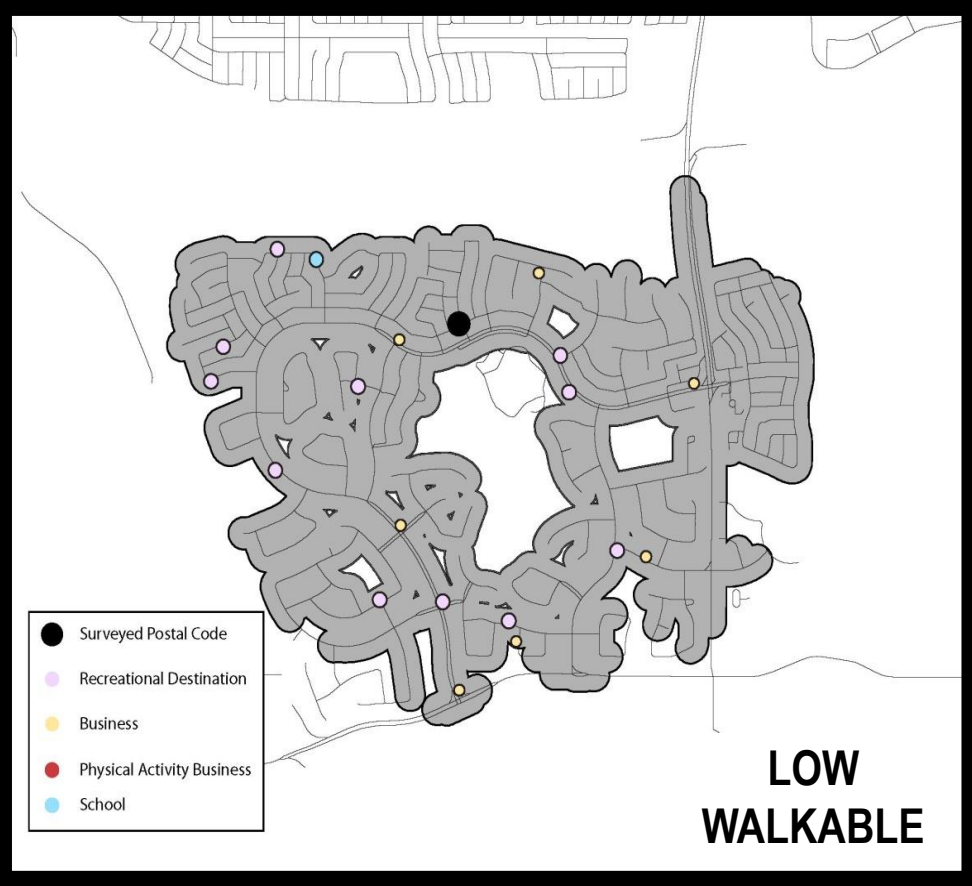 Surveyed Postal Code
Recreational Destination
Business
Physical Activity Business
School
LOW
WALKABLE